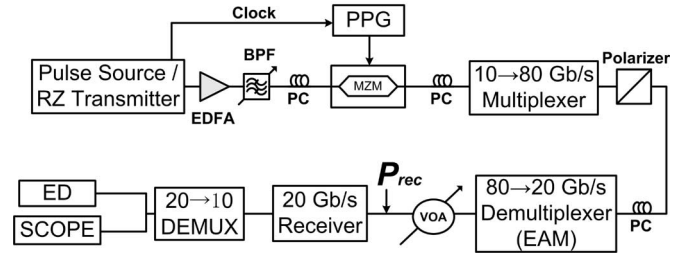 Clock
PPG
Pulse Source /
RZ Transmitter
EDFA
BPF
PC
MZM
PC
10→80 Gb/s
Multiplexer
Polarizer
ED
SCOPE
20→10
DEMUX
20 Gb/s
Receiver
Prec
VOA
80→20 Gb/s
Demultiplexer
(EAM)
PC